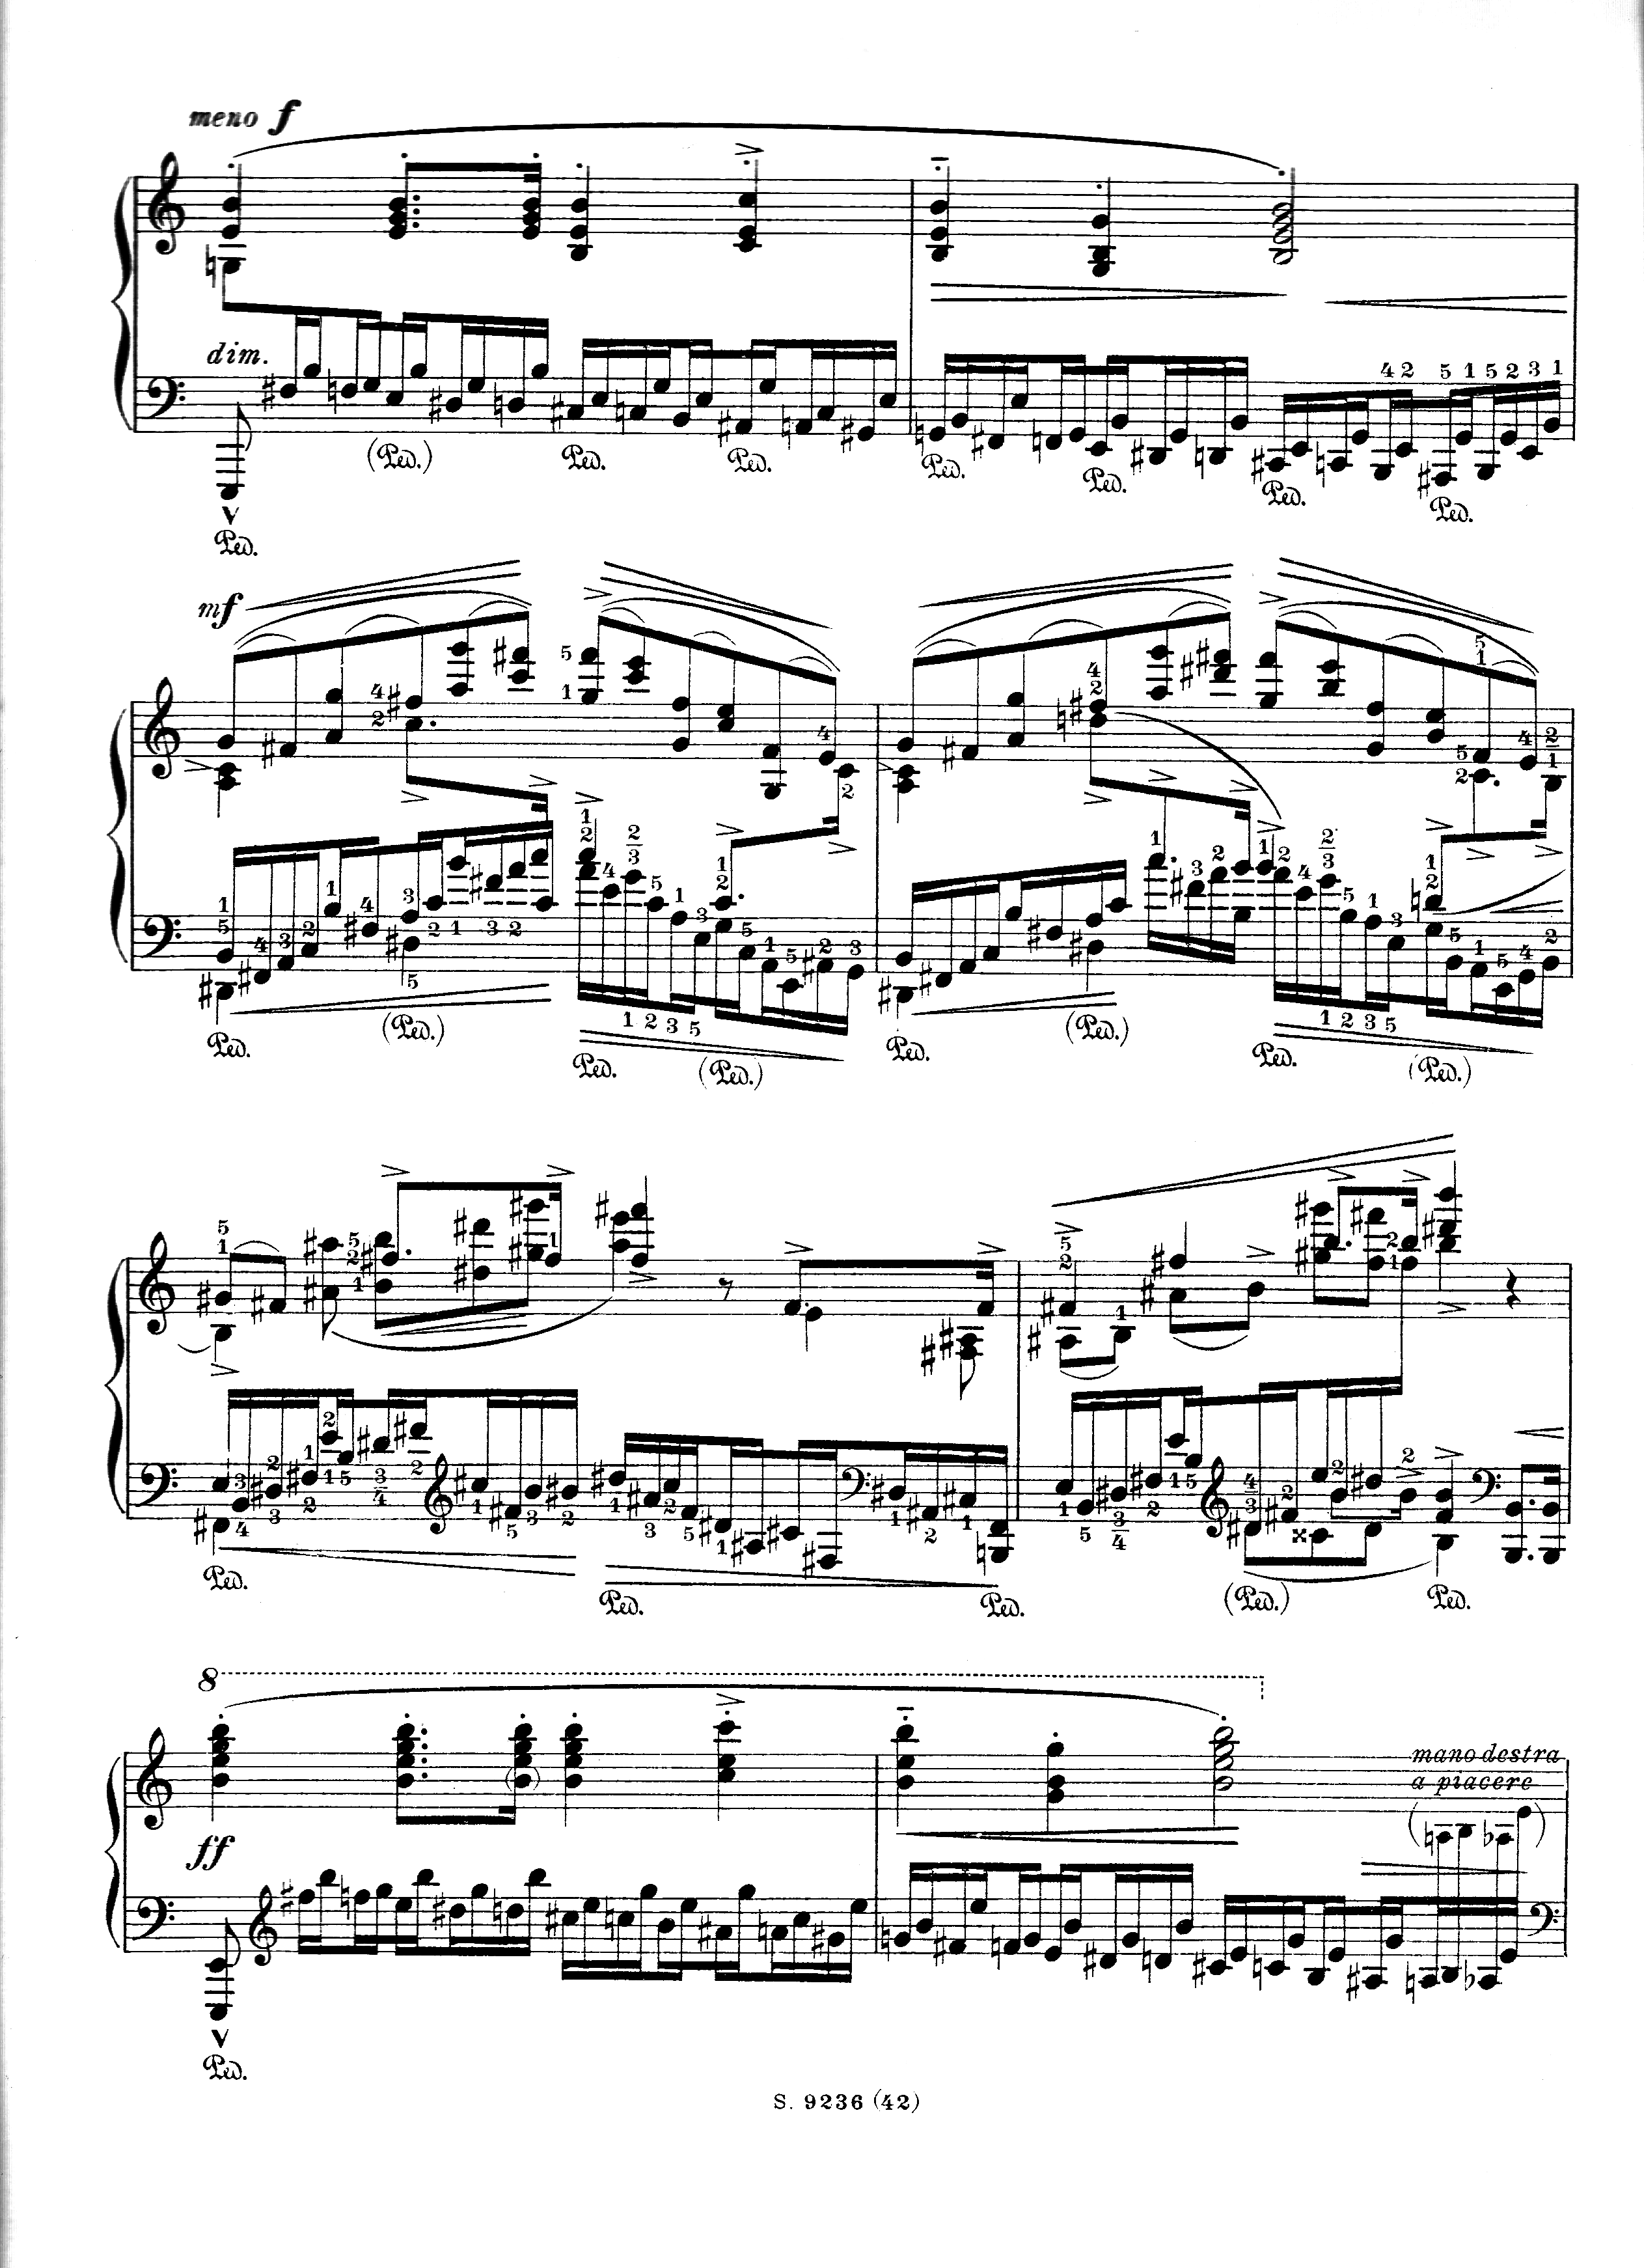 meno f
dim.
Ped. (Ped.) Ped. Ped. Ped. Ped. Ped. Ped.
mf
Ped. (Ped.) Ped. (Ped.) Ped. (Ped.) Ped. (Ped.)
Ped. Ped. Ped. (Ped.) Ped.
8
mano destra
a piacere
ff
Ped.
S. 9236 (42)